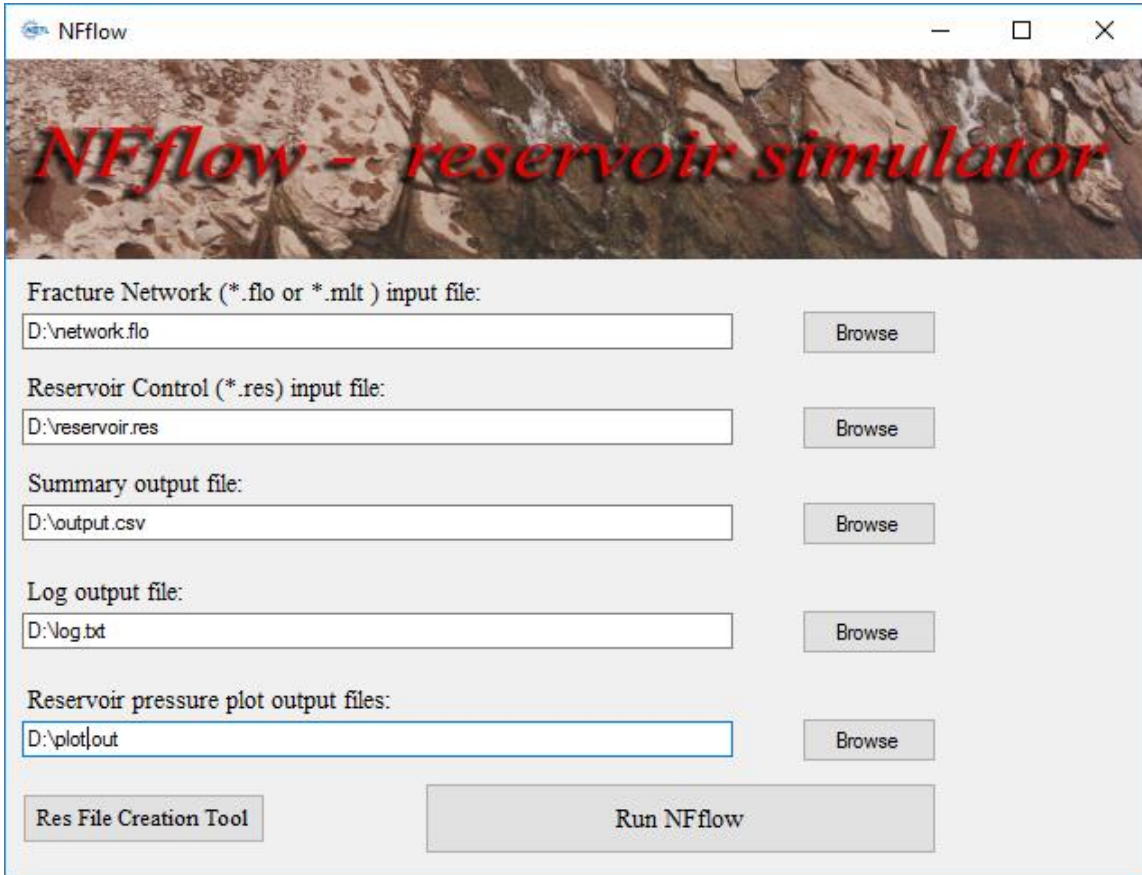 NETL NFflow
NFflow - reservoir simulator
Fracture Network (*.flo or *.mlt ) input file:
D:\network.flo
Browse
Reservoir Control (*.res) input file:
D:\reservoir.res
Browse
Summary output file:
D:\output.csv
Browse
Log output file:
D:\log.txt
Browse
Reservoir pressure plot output files:
D:\plot.out
Browse
Res File Creation Tool
Run NFflow